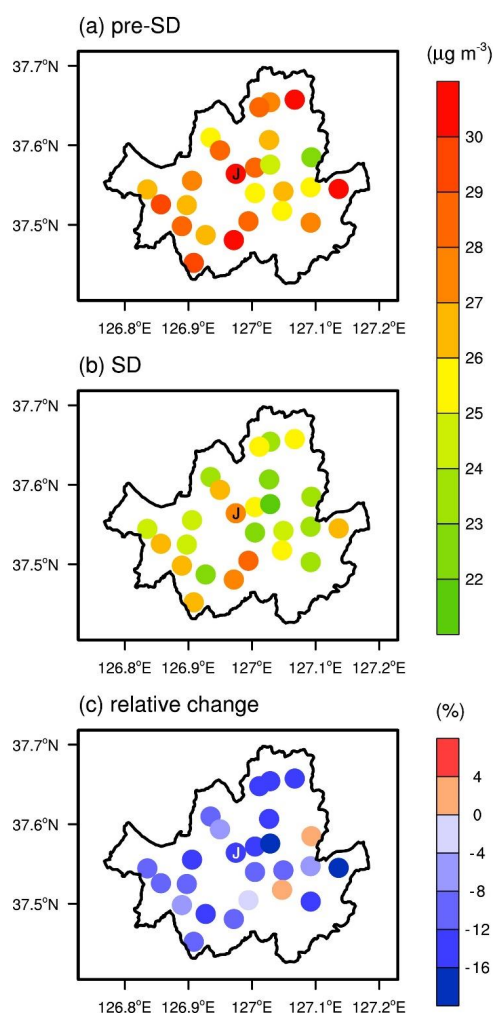 (a) pre-SD
(μg m⁻³)
37.7°N
37.6°N
37.5°N
J
126.8°E 126.9°E 127°E 127.1°E 127.2°E
30
29
28
27
26
25
24
23
22
(b) SD
37.7°N
37.6°N
37.5°N
J
126.8°E 126.9°E 127°E 127.1°E 127.2°E
(c) relative change
(%)
37.7°N
37.6°N
37.5°N
J
126.8°E 126.9°E 127°E 127.1°E 127.2°E
4
0
-4
-8
-12
-16